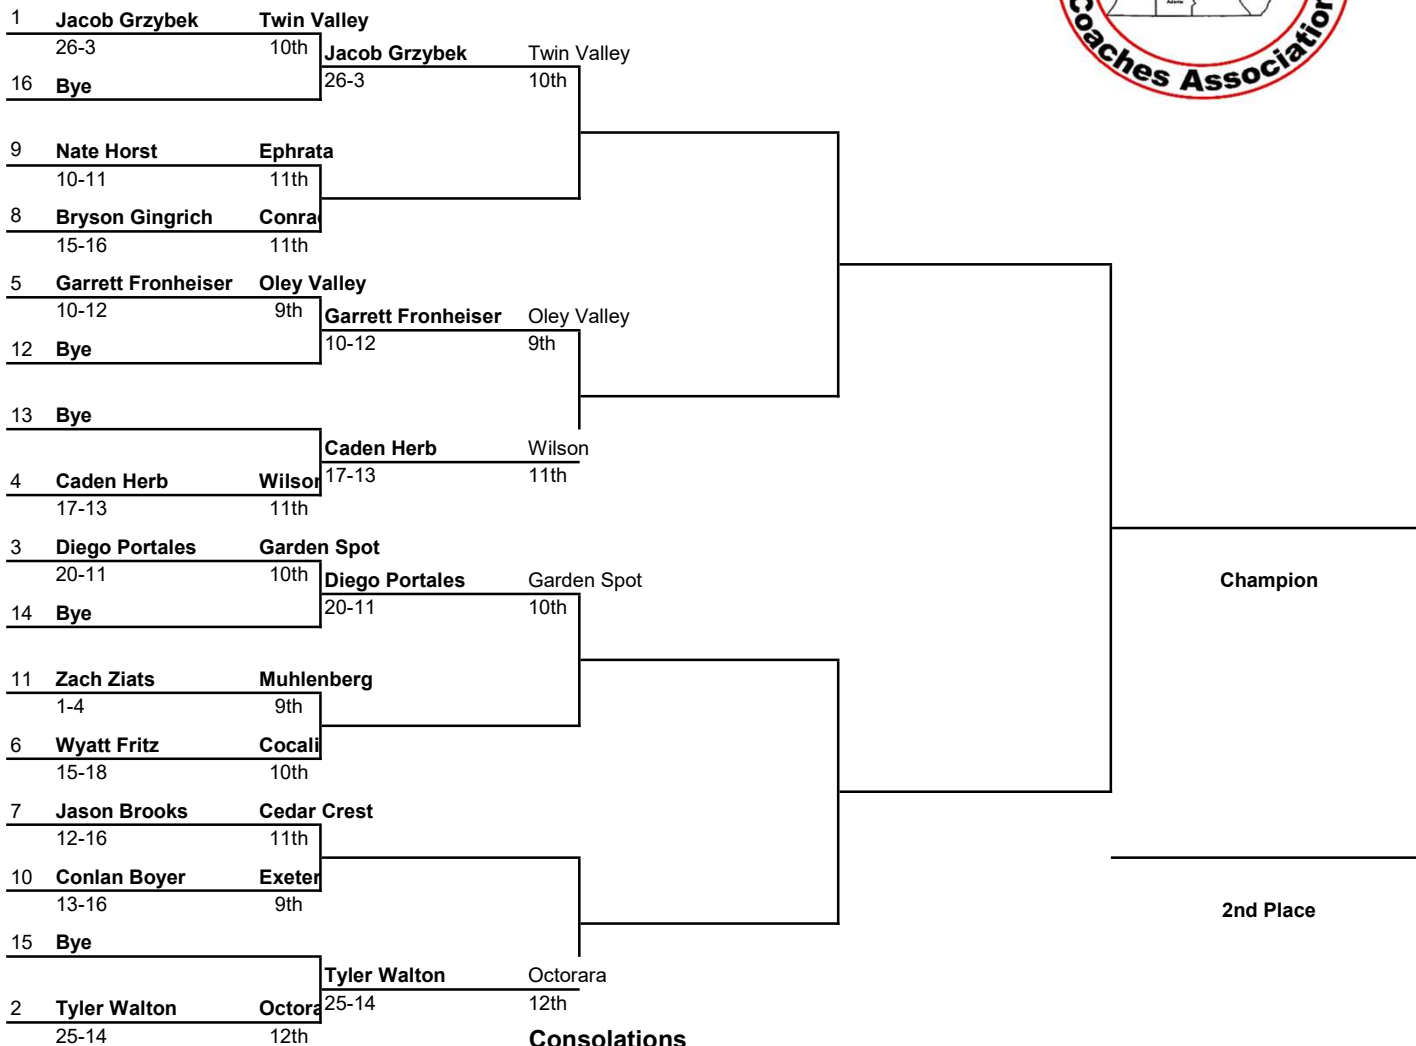 Coaches Association
1 Jacob Grzybek Twin Valley
26-3 10th
Jacob Grzybek Twin Valley
26-3 10th
16 Bye
9 Nate Horst Ephrata
10-11 11th
8 Bryson Gingrich Conra
15-16 11th
5 Garrett Fronheiser Oley Valley
10-12 9th
Garrett Fronheiser Oley Valley
10-12 9th
12 Bye
13 Bye
Caden Herb Wilson
17-13 11th
4 Caden Herb Wilson
17-13 11th
3 Diego Portales Garden Spot
20-11 10th
Diego Portales Garden Spot
20-11 10th
14 Bye
Champion
11 Zach Ziats Muhlenberg
1-4 9th
6 Wyatt Fritz Cocali
15-18 10th
7 Jason Brooks Cedar Crest
12-16 11th
10 Conlan Boyer Exeter
13-16 9th
2nd Place
15 Bye
Tyler Walton Octorara
25-14 12th
2 Tyler Walton Octora
25-14 12th
Consolations